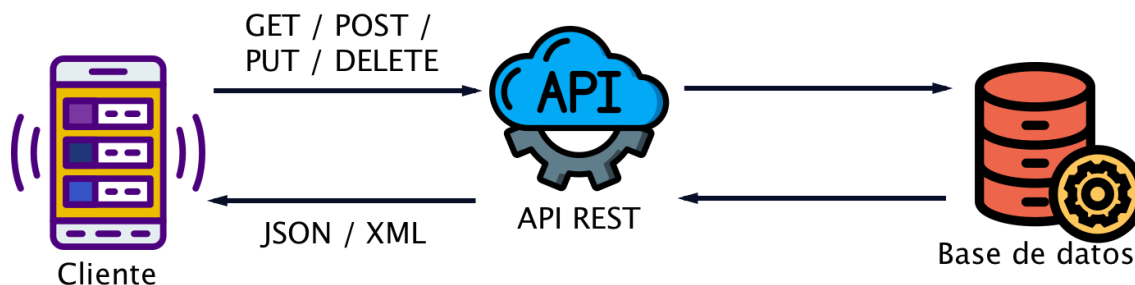 GET / POST /
PUT / DELETE
API
JSON / XML
API REST
Cliente
Base de datos